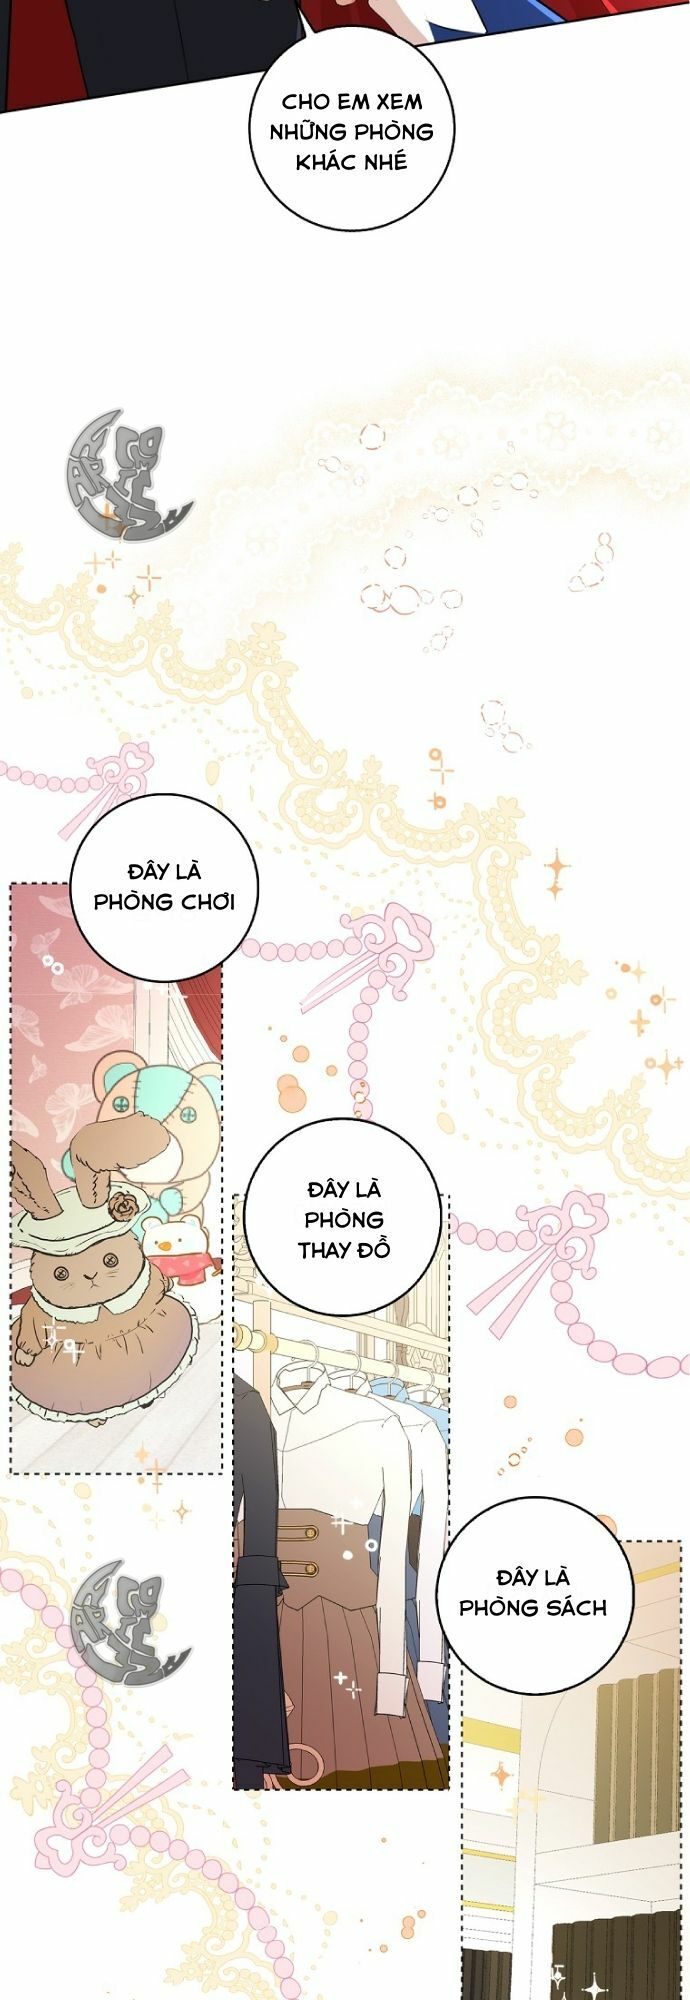 CHO EM XEM
NHỮNG PHÒNG
KHÁC NHÉ
ĐÂY LÀ
PHÒNG CHƠI
ĐÂY LÀ
PHÒNG
THAY ĐỒ
ĐÂY LÀ
PHÒNG SÁCH